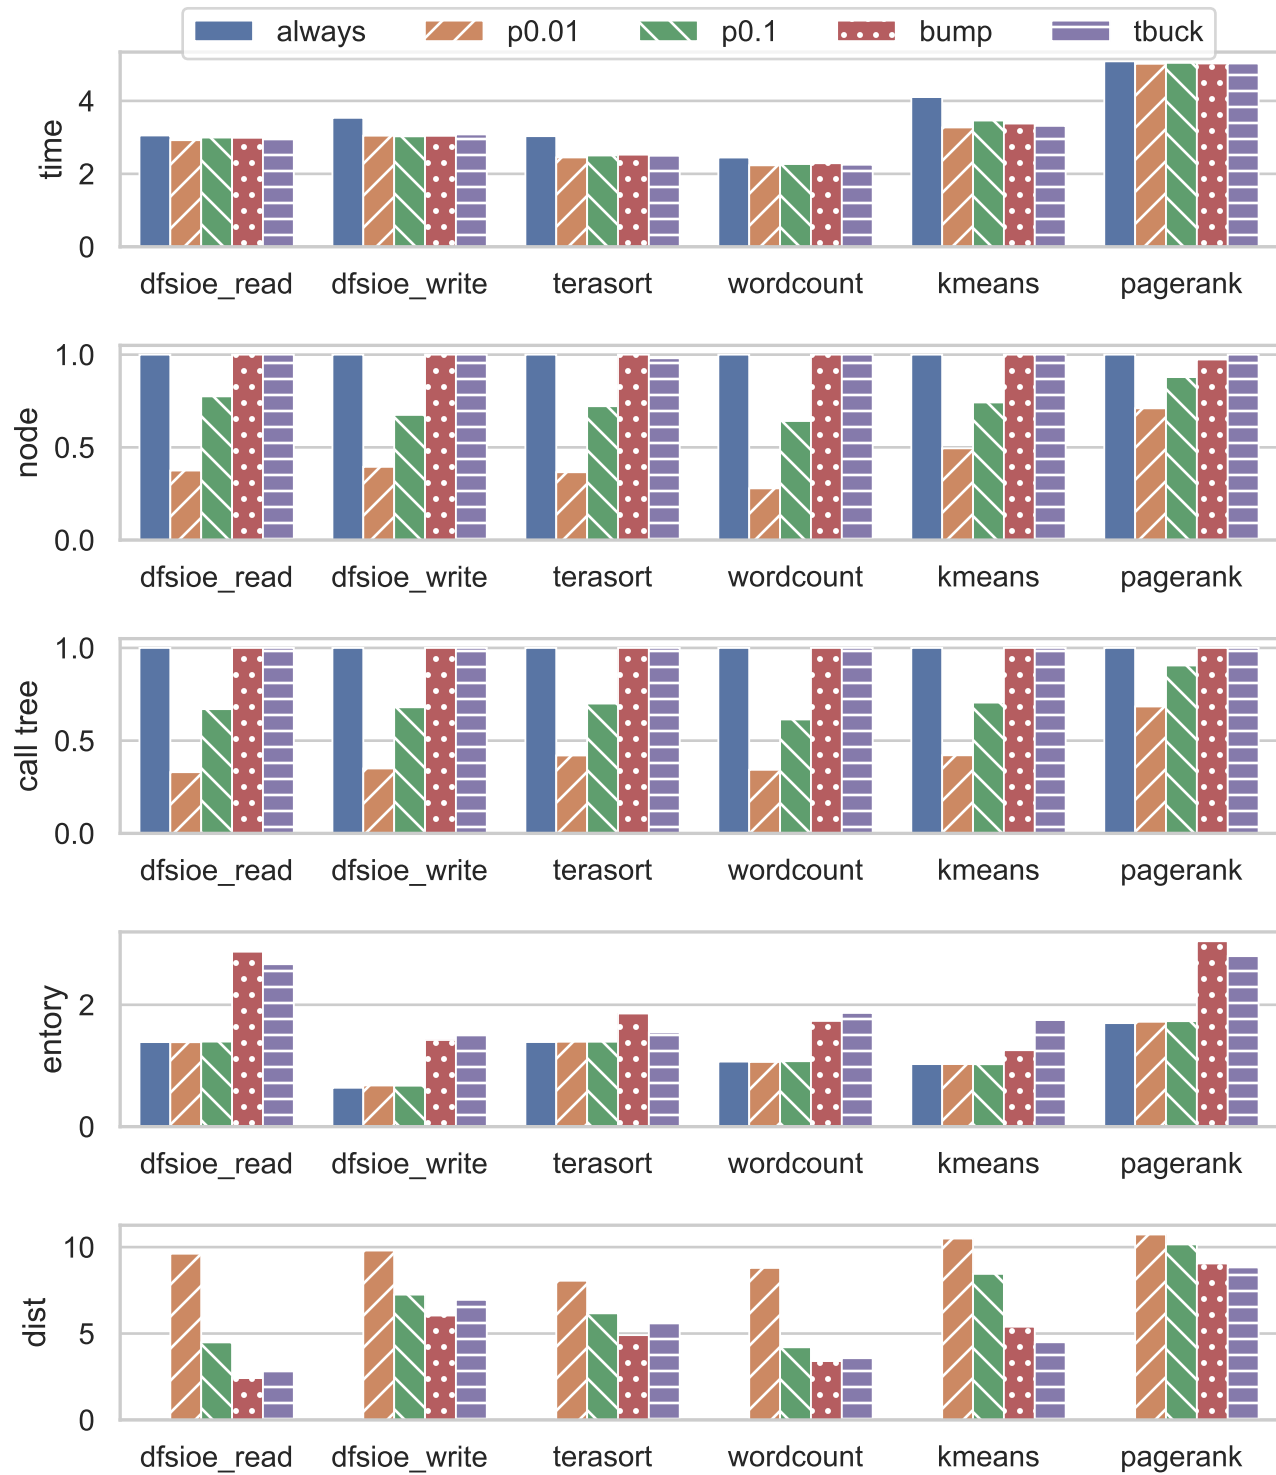 always p0.01 p0.1 bump tbuck
time
4
2
0
dfsioe_read dfsioe_write terasort wordcount kmeans pagerank
node
1.0
0.5
0.0
dfsioe_read dfsioe_write terasort wordcount kmeans pagerank
call tree
1.0
0.5
0.0
dfsioe_read dfsioe_write terasort wordcount kmeans pagerank
entory
2
0
dfsioe_read dfsioe_write terasort wordcount kmeans pagerank
dist
10
5
0
dfsioe_read dfsioe_write terasort wordcount kmeans pagerank